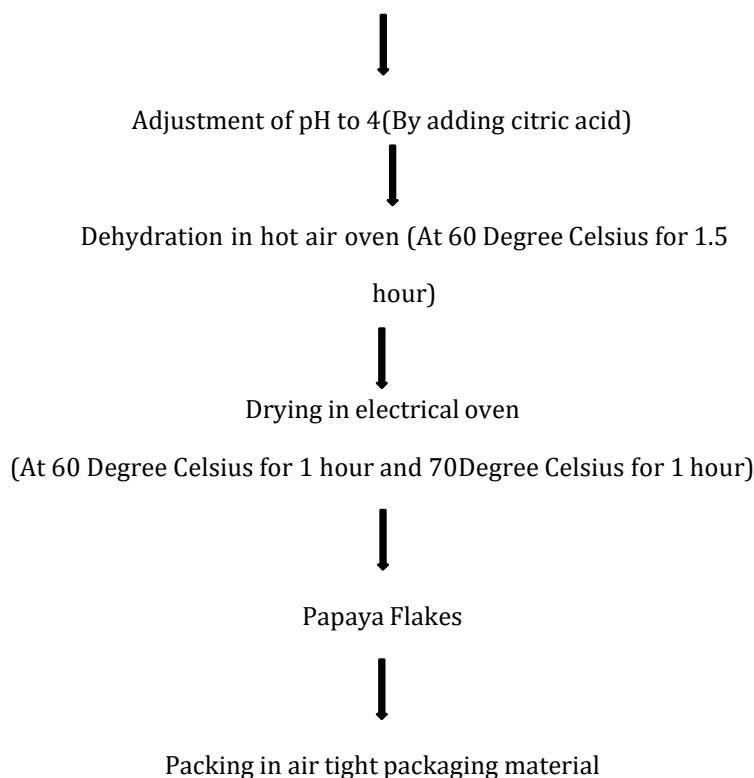 Adjustment of pH to 4(By adding citric acid)
Dehydration in hot air oven (At 60 Degree Celsius for 1.5
hour)
Drying in electrical oven
(At 60 Degree Celsius for 1 hour and 70Degree Celsius for 1 hour)
Papaya Flakes
Packing in air tight packaging material